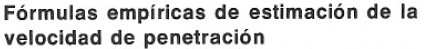 Fórmulas empíricas de estimación de la
velocidad de penetración